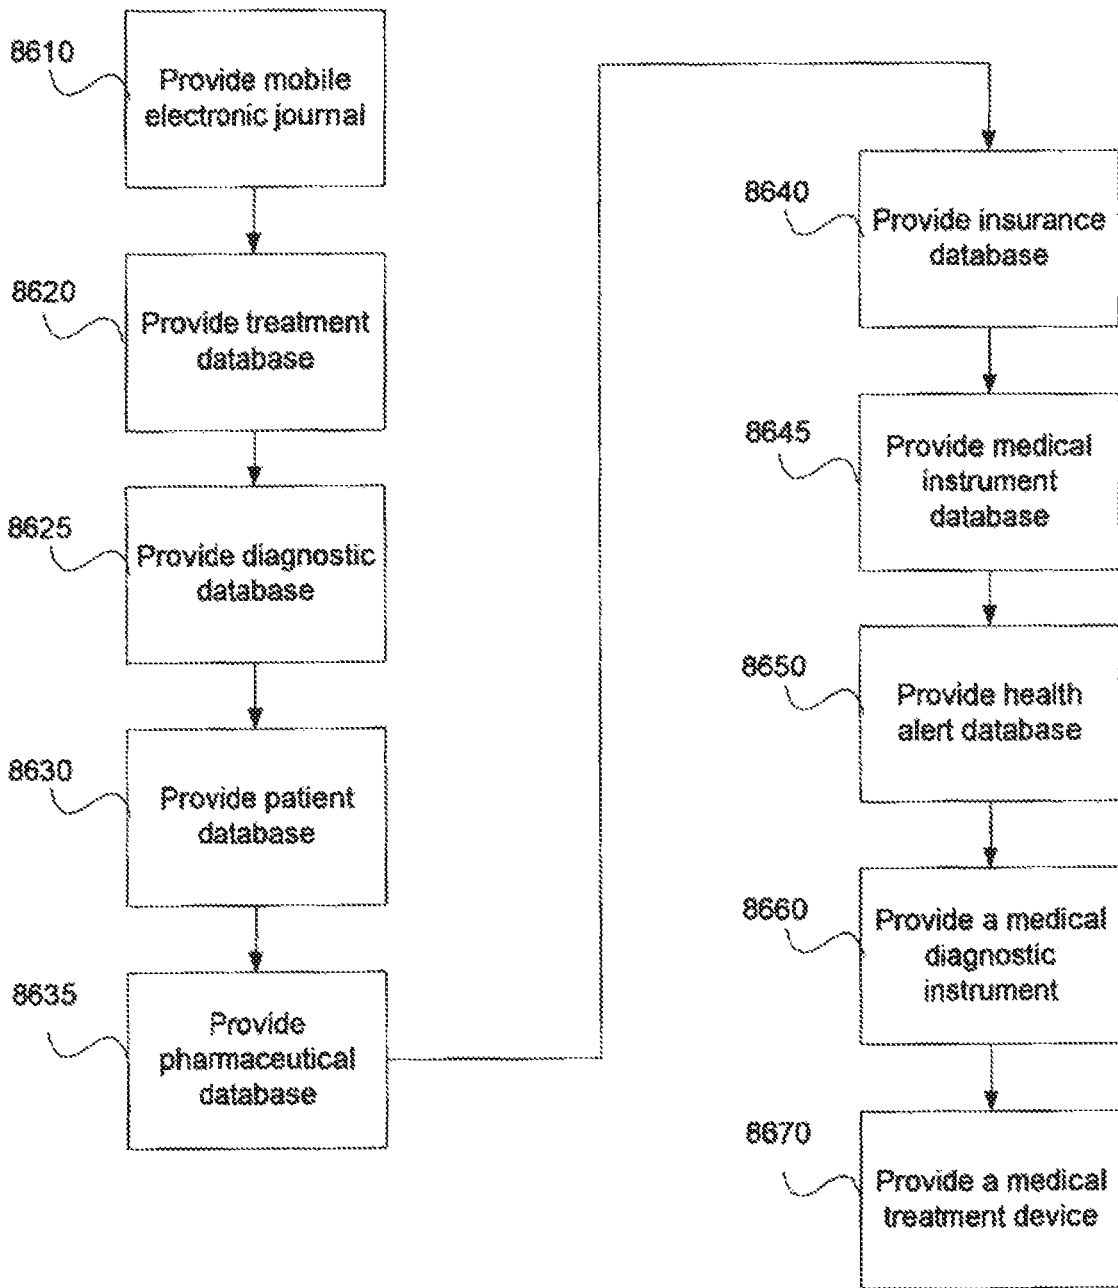 8610
Provide mobile
electronic journal
8620
Provide treatment
database
8625
Provide diagnostic
database
8630
Provide patient
database
8635
Provide
pharmaceutical
database
8640
Provide insurance
database
8645
Provide medical
instrument
database
8650
Provide health
alert database
8660
Provide a medical
diagnostic
instrument
8670
Provide a medical
treatment device